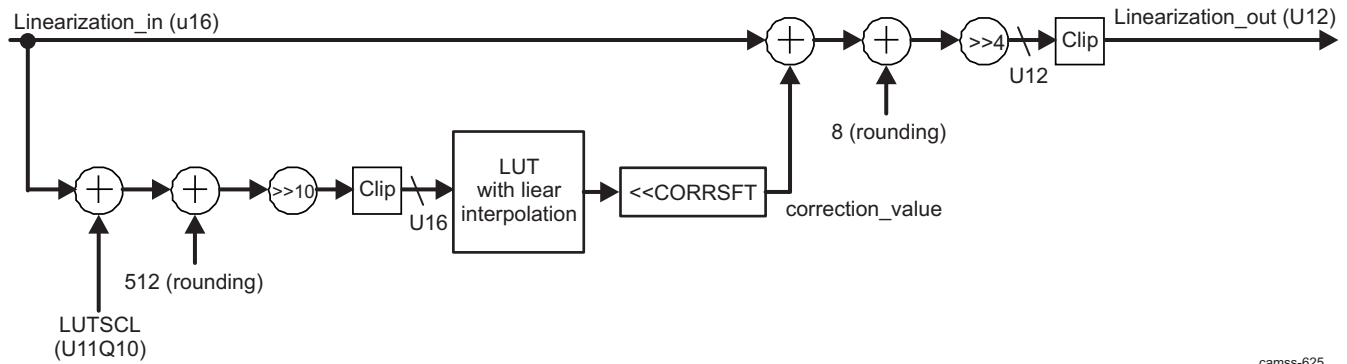 Linearization_in (u16)
Linearization_out (U12)
+
+
>>4
U12
Clip
8 (rounding)
+
+
>>10
Clip
U16
LUT
with liear
interpolation
<<CORRSFT
correction_value
512 (rounding)
LUTSCL
(U11Q10)
camss-625